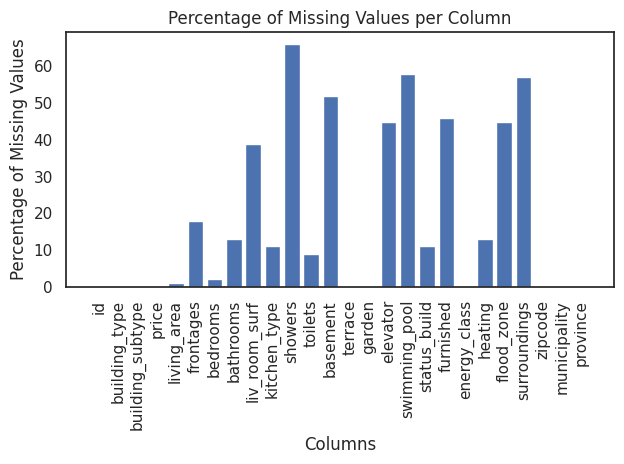 Percentage of Missing Values per Column
Percentage of Missing Values
60
50
40
30
20
10
0
id
building_type
building_subtype
price
living_area
frontages
bedrooms
bathrooms
liv_room_surf
kitchen_type
showers
toilets
basement
terrace
garden
elevator
swimming_pool
status_build
furnished
energy_class
heating
flood_zone
surroundings
zipcode
municipality
province
Columns